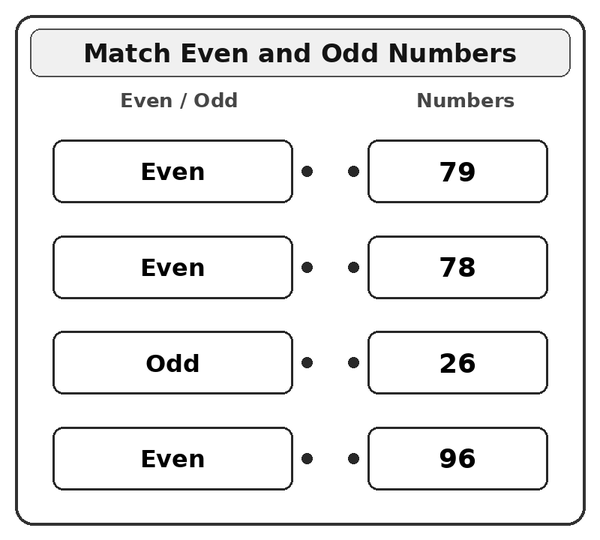 Match Even and Odd Numbers
Even / Odd Numbers
Even 79
Even 78
Odd 26
Even 96